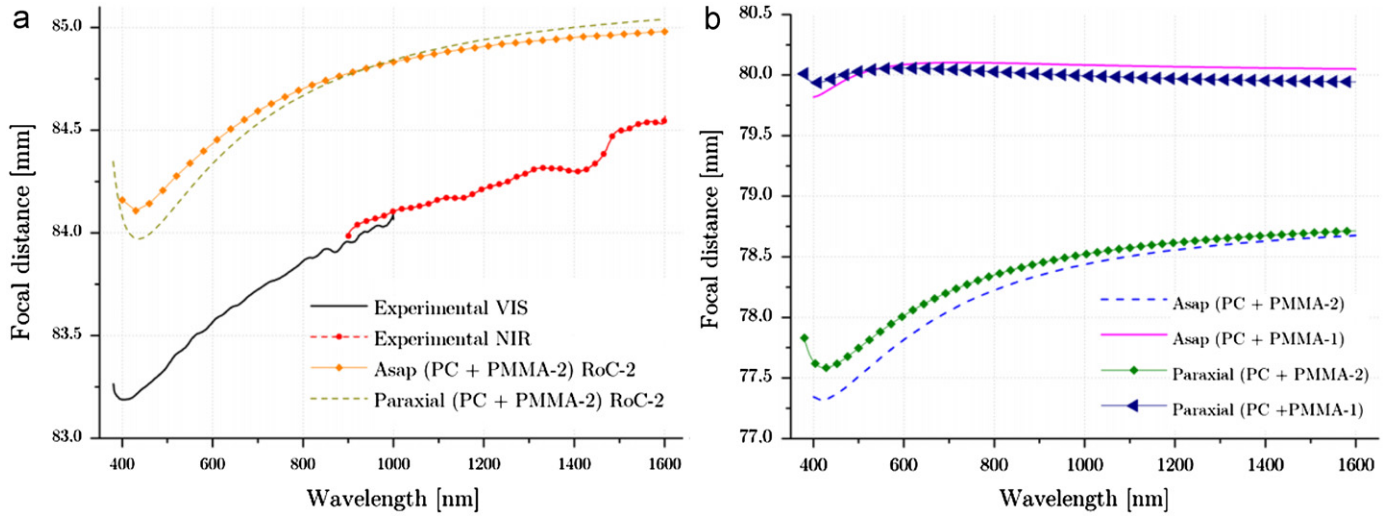 a
85.0
84.5
84.0
83.5
83.0
Focal distance [mm]
400 600 800 1000 1200 1400 1600
Wavelength [nm]
Experimental VIS
Experimental NIR
Asap (PC + PMMA-2) RoC-2
Paraxial (PC + PMMA-2) RoC-2
b
80.5
80.0
79.5
79.0
78.5
78.0
77.5
77.0
Focal distance [mm]
400 600 800 1000 1200 1400 1600
Wavelength [nm]
Asap (PC + PMMA-2)
Asap (PC + PMMA-1)
Paraxial (PC + PMMA-2)
Paraxial (PC +PMMA-1)